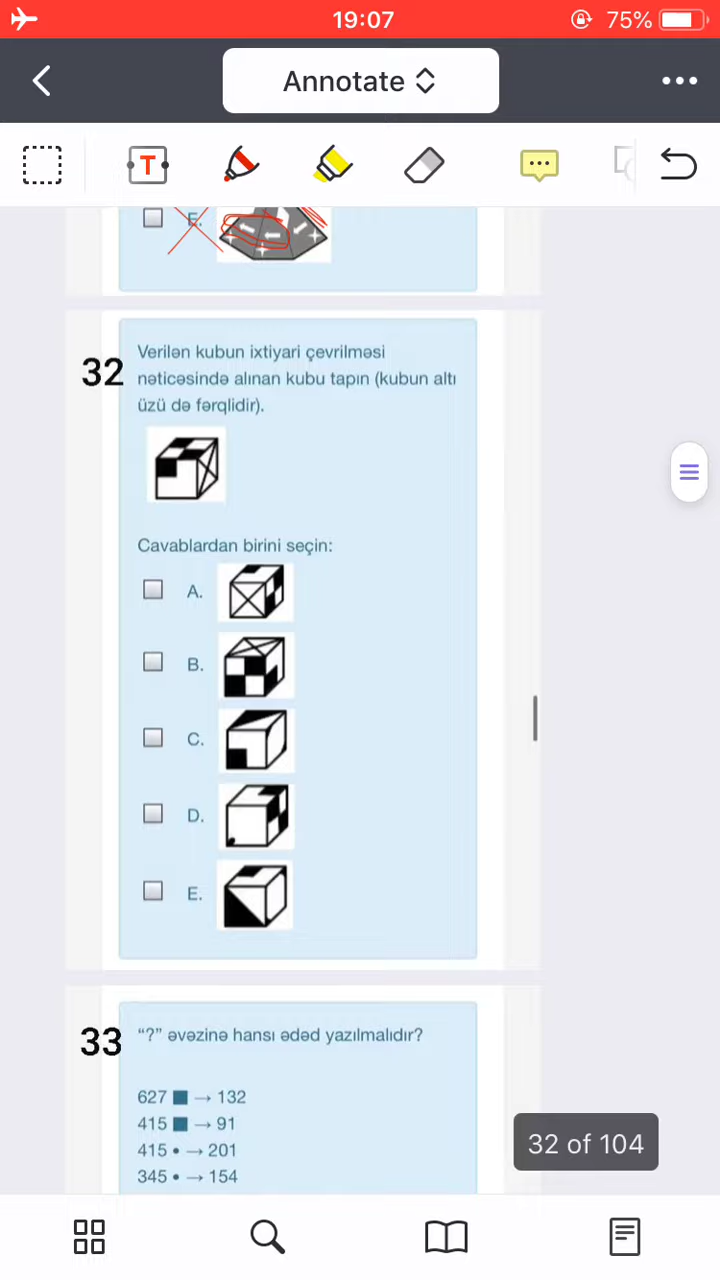 19:07
75%
Annotate
T
E.
32
Verilən kubun ixtiyari çevrilməsi
nəticəsində alınan kubu tapın (kubun altı
üzü də fərqlidir).
Cavablardan birini seçin:
A.
B.
C.
D.
E.
33
“?” əvəzinə hansı ədəd yazılmalıdır?
627 ■ → 132
415 ■ → 91
415 • → 201
345 • → 154
32 of 104